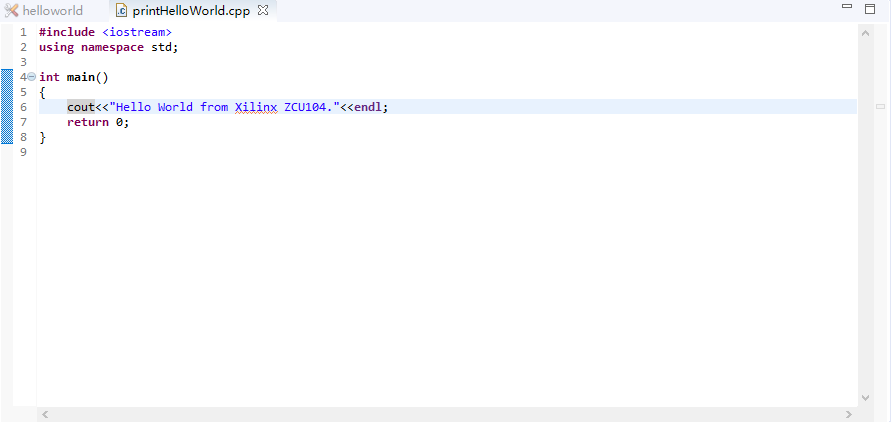 helloworld printHelloWorld.cpp
1 #include <iostream>
2 using namespace std;
3
4 int main()
5 {
6 cout<<"Hello World from Xilinx ZCU104."<<endl;
7 return 0;
8 }
9